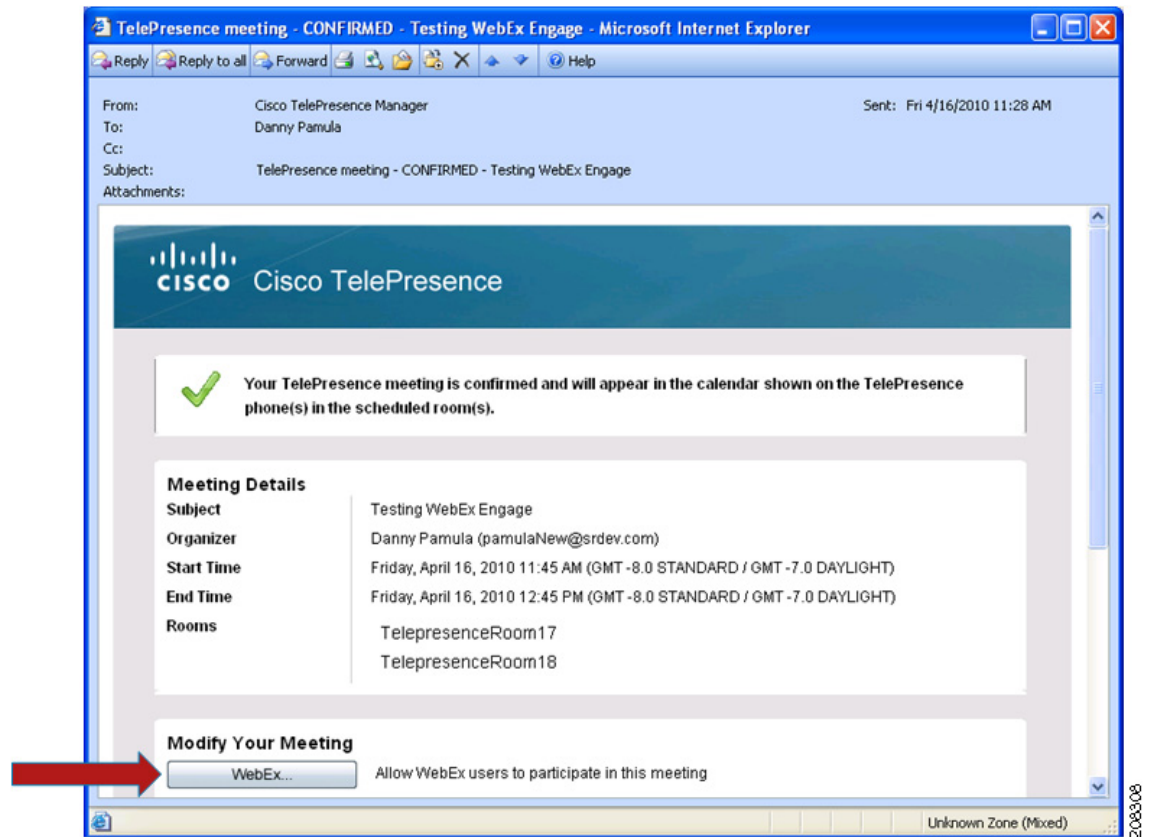 TelePresence meeting - CONFIRMED - Testing WebEx Engage - Microsoft Internet Explorer
Reply Reply to all Forward Help
From: Cisco TelePresence Manager Sent: Fri 4/16/2010 11:28 AM
To: Danny Pamula
Cc:
Subject: TelePresence meeting - CONFIRMED - Testing WebEx Engage
Attachments:
CISCO Cisco TelePresence
Your TelePresence meeting is confirmed and will appear in the calendar shown on the TelePresence
phone(s) in the scheduled room(s).
Meeting Details
Subject Testing WebEx Engage
Organizer Danny Pamula (pamulaNew@srdev.com)
Start Time Friday, April 16, 2010 11:45 AM (GMT -8.0 STANDARD / GMT -7.0 DAYLIGHT)
End Time Friday, April 16, 2010 12:45 PM (GMT -8.0 STANDARD / GMT -7.0 DAYLIGHT)
Rooms TelepresenceRoom17
TelepresenceRoom18
Modify Your Meeting
WebEx... Allow WebEx users to participate in this meeting
Unknown Zone (Mixed)
208308